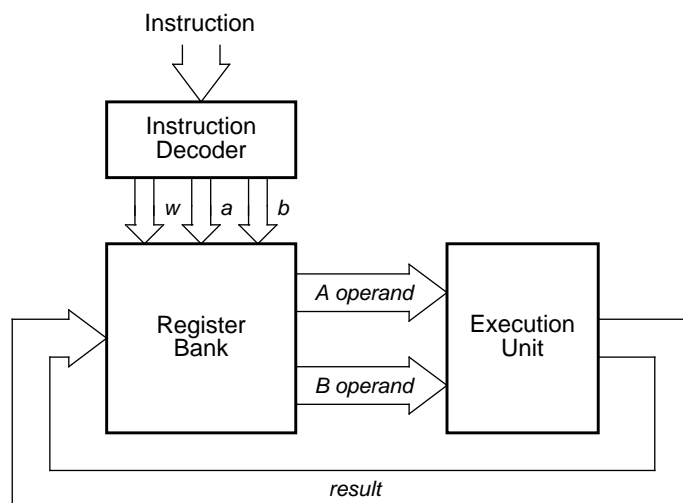 Instruction
Instruction
Decoder
w
a
b
A operand
Register
Bank
Execution
Unit
B operand
result